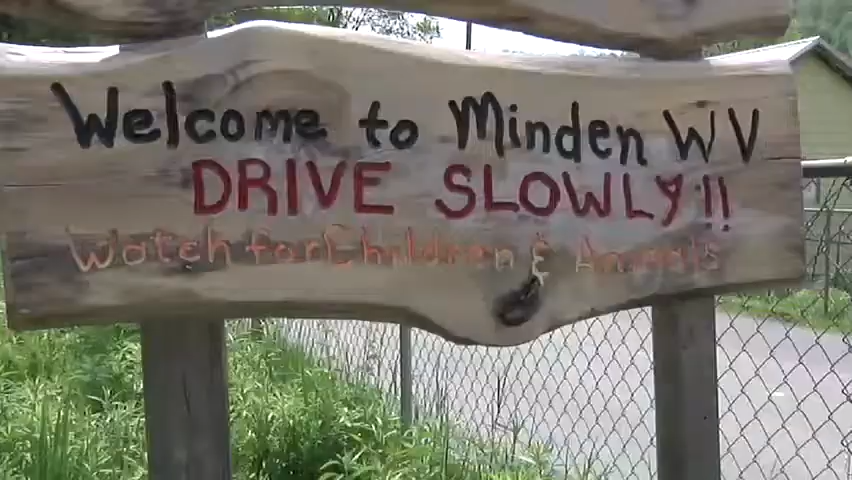 Welcome to Minden WV
DRIVE SLOWLY!!
Watch for Children & Animals